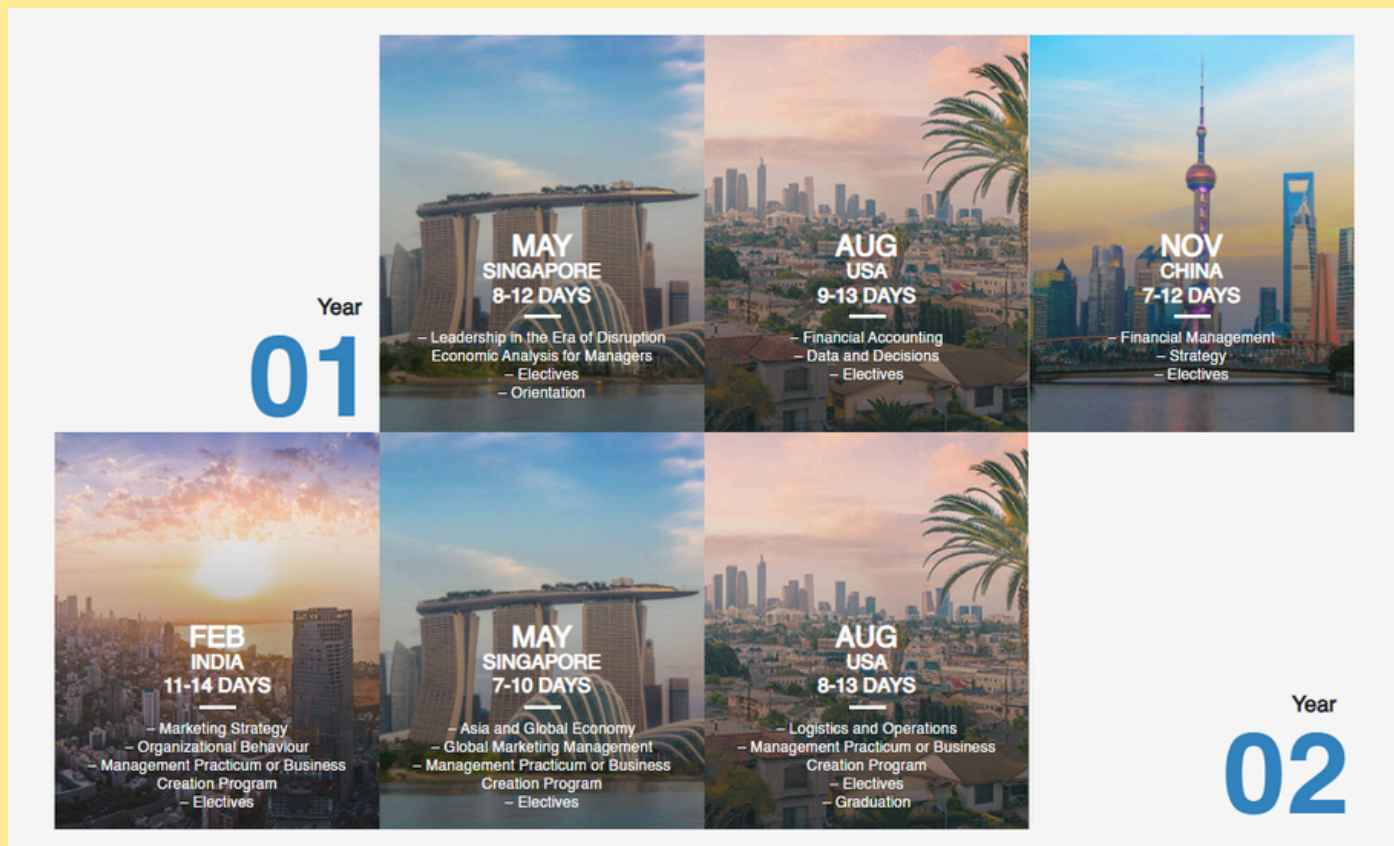 Year
01
MAY
SINGAPORE
8-12 DAYS
– Leadership in the Era of Disruption
Economic Analysis for Managers
– Electives
– Orientation
AUG
USA
9-13 DAYS
– Financial Accounting
– Data and Decisions
– Electives
NOV
CHINA
7-12 DAYS
– Financial Management
– Strategy
– Electives
FEB
INDIA
11-14 DAYS
– Marketing Strategy
– Organizational Behaviour
– Management Practicum or Business
Creation Program
– Electives
MAY
SINGAPORE
7-10 DAYS
– Asia and Global Economy
– Global Marketing Management
– Management Practicum or Business
Creation Program
– Electives
AUG
USA
8-13 DAYS
– Logistics and Operations
– Management Practicum or Business
Creation Program
– Electives
– Graduation
Year
02